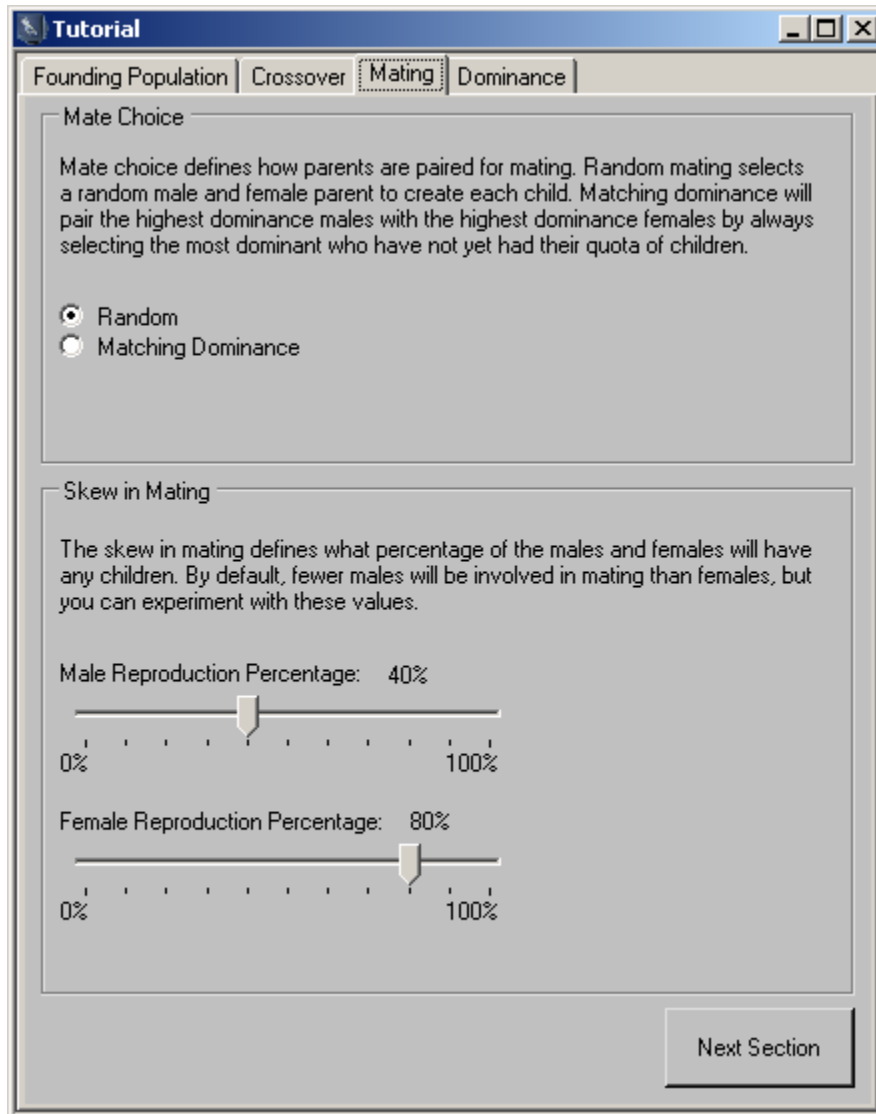 Tutorial
Founding Population
Crossover
Mating
Dominance
Mate Choice
Mate choice defines how parents are paired for mating. Random mating selects
a random male and female parent to create each child. Matching dominance will
pair the highest dominance males with the highest dominance females by always
selecting the most dominant who have not yet had their quota of children.
Random
Matching Dominance
Skew in Mating
The skew in mating defines what percentage of the males and females will have
any children. By default, fewer males will be involved in mating than females, but
you can experiment with these values.
Male Reproduction Percentage: 40%
0% 100%
Female Reproduction Percentage: 80%
0% 100%
Next Section